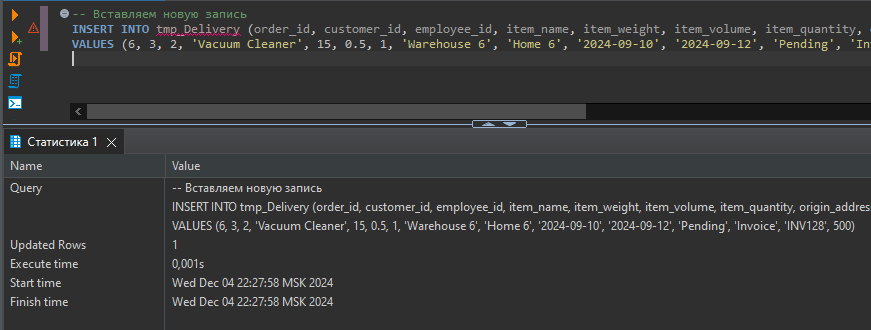 -- Вставляем новую запись
INSERT INTO tmp_Delivery (order_id, customer_id, employee_id, item_name, item_weight, item_volume, item_quantity,
VALUES (6, 3, 2, 'Vacuum Cleaner', 15, 0.5, 1, 'Warehouse 6', 'Home 6', '2024-09-10', '2024-09-12', 'Pending', 'In
Статистика 1
Name Value
Query -- Вставляем новую запись
INSERT INTO tmp_Delivery (order_id, customer_id, employee_id, item_name, item_weight, item_volume, item_quantity, origin_addres
VALUES (6, 3, 2, 'Vacuum Cleaner', 15, 0.5, 1, 'Warehouse 6', 'Home 6', '2024-09-10', '2024-09-12', 'Pending', 'Invoice', 'INV128', 500)
Updated Rows 1
Execute time 0,001s
Start time Wed Dec 04 22:27:58 MSK 2024
Finish time Wed Dec 04 22:27:58 MSK 2024